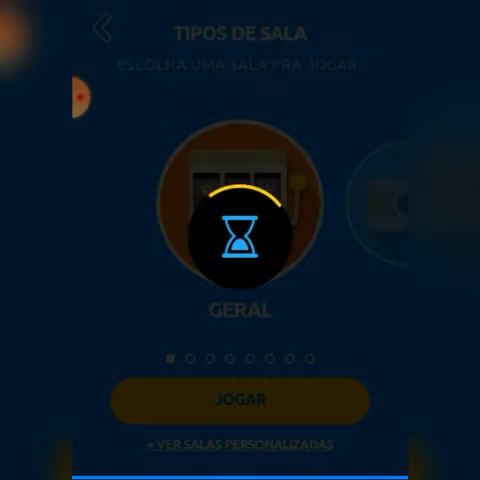 TIPOS DE SALA
ESCOLHA UMA SALA PRA JOGAR
GERAL
JOGAR
+ VER SALAS PERSONALIZADAS